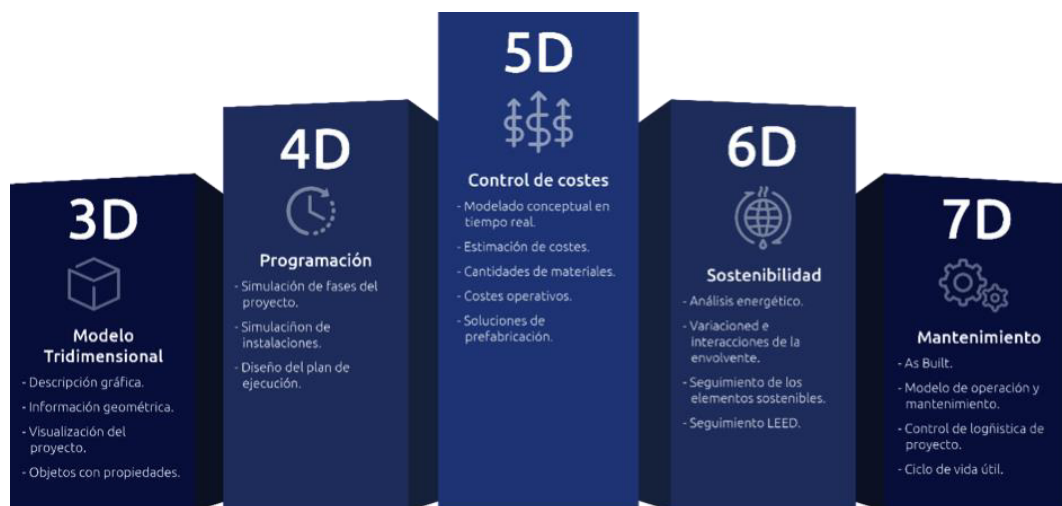 3D
Modelo
Tridimensional
- Descripción gráfica.
- Información geométrica.
- Visualización del
proyecto.
- Objetos con propiedades.
4D
Programación
- Simulación de fases del
proyecto.
- Simulaciñon de
instalaciones.
- Diseño del plan de
ejecución.
5D
Control de costes
- Modelado conceptual en
tiempo real.
- Estimación de costes.
- Cantidades de materiales.
- Costes operativos.
- Soluciones de
prefabricación.
6D
Sostenibilidad
- Análisis energético.
- Variacioned e
interacciones de la
envolvente.
- Seguimiento de los
elementos sostenibles.
- Seguimiento LEED.
7D
Mantenimiento
- As Built.
- Modelo de operación y
mantenimiento.
- Control de logñistica de
proyecto.
- Ciclo de vida útil.